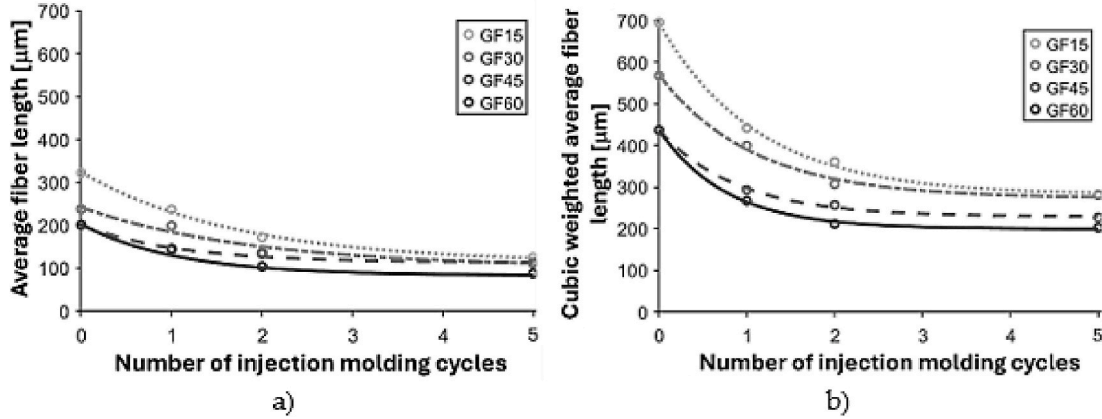 700
600
500
400
300
200
100
0
Average fiber length [μm]
GF15
GF30
GF45
GF60
0 1 2 3 4 5
Number of injection molding cycles
a)
700
600
500
400
300
200
100
0
Cubic weighted average fiber
length [μm]
GF15
GF30
GF45
GF60
0 1 2 3 4 5
Number of injection molding cycles
b)